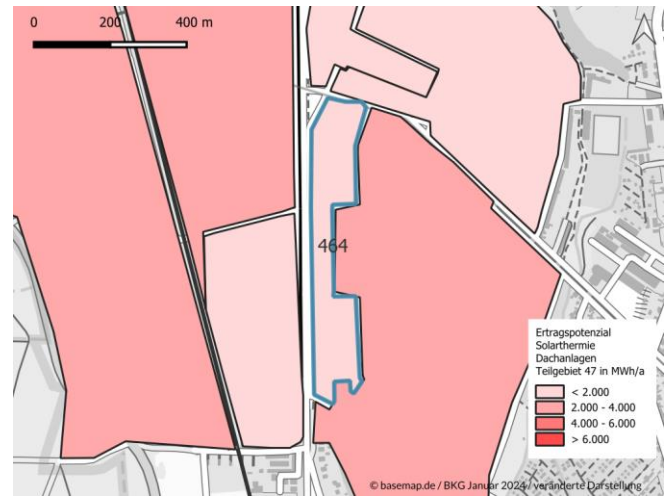 0 200 400 m
464
Ertragspotenzial
Solarthermie
Dachanlagen
Teilgebiet 47 in MWh/a
< 2.000
2.000 - 4.000
4.000 - 6.000
> 6.000
© basemap.de / BKG Januar 2024 / veränderte Darstellung